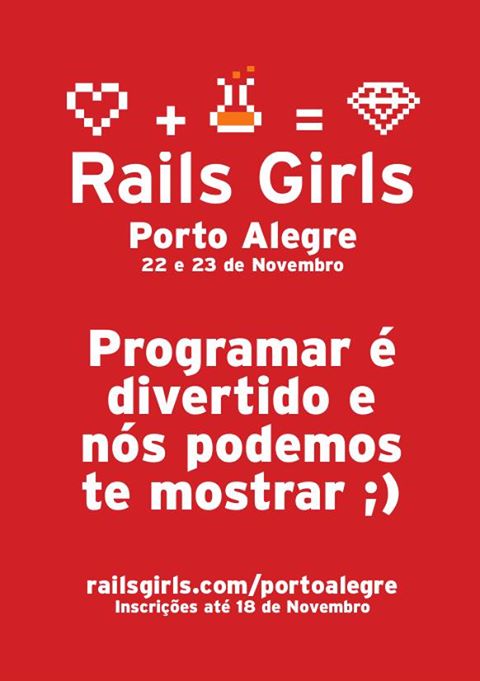 + =
Rails Girls
Porto Alegre
22 e 23 de Novembro
Programar é
divertido e
nós podemos
te mostrar ;)
railsgirls.com/portoalegre
Inscrições até 18 de Novembro